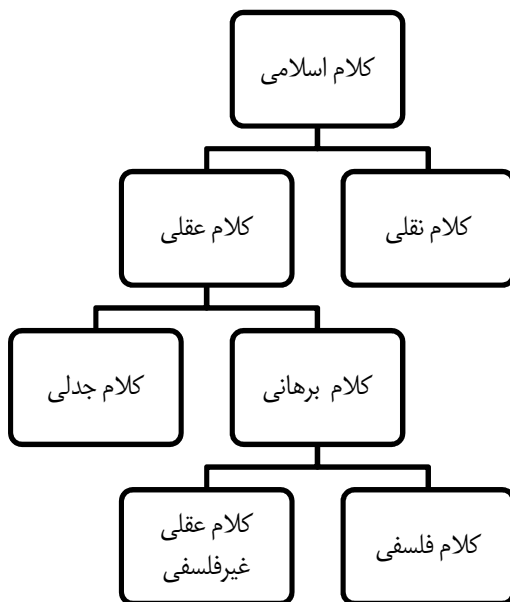 کلام اسلامی
کلام نقلی
کلام عقلی
کلام برهانی
کلام جدلی
کلام فلسفی
کلام عقلی
غیرفلسفی